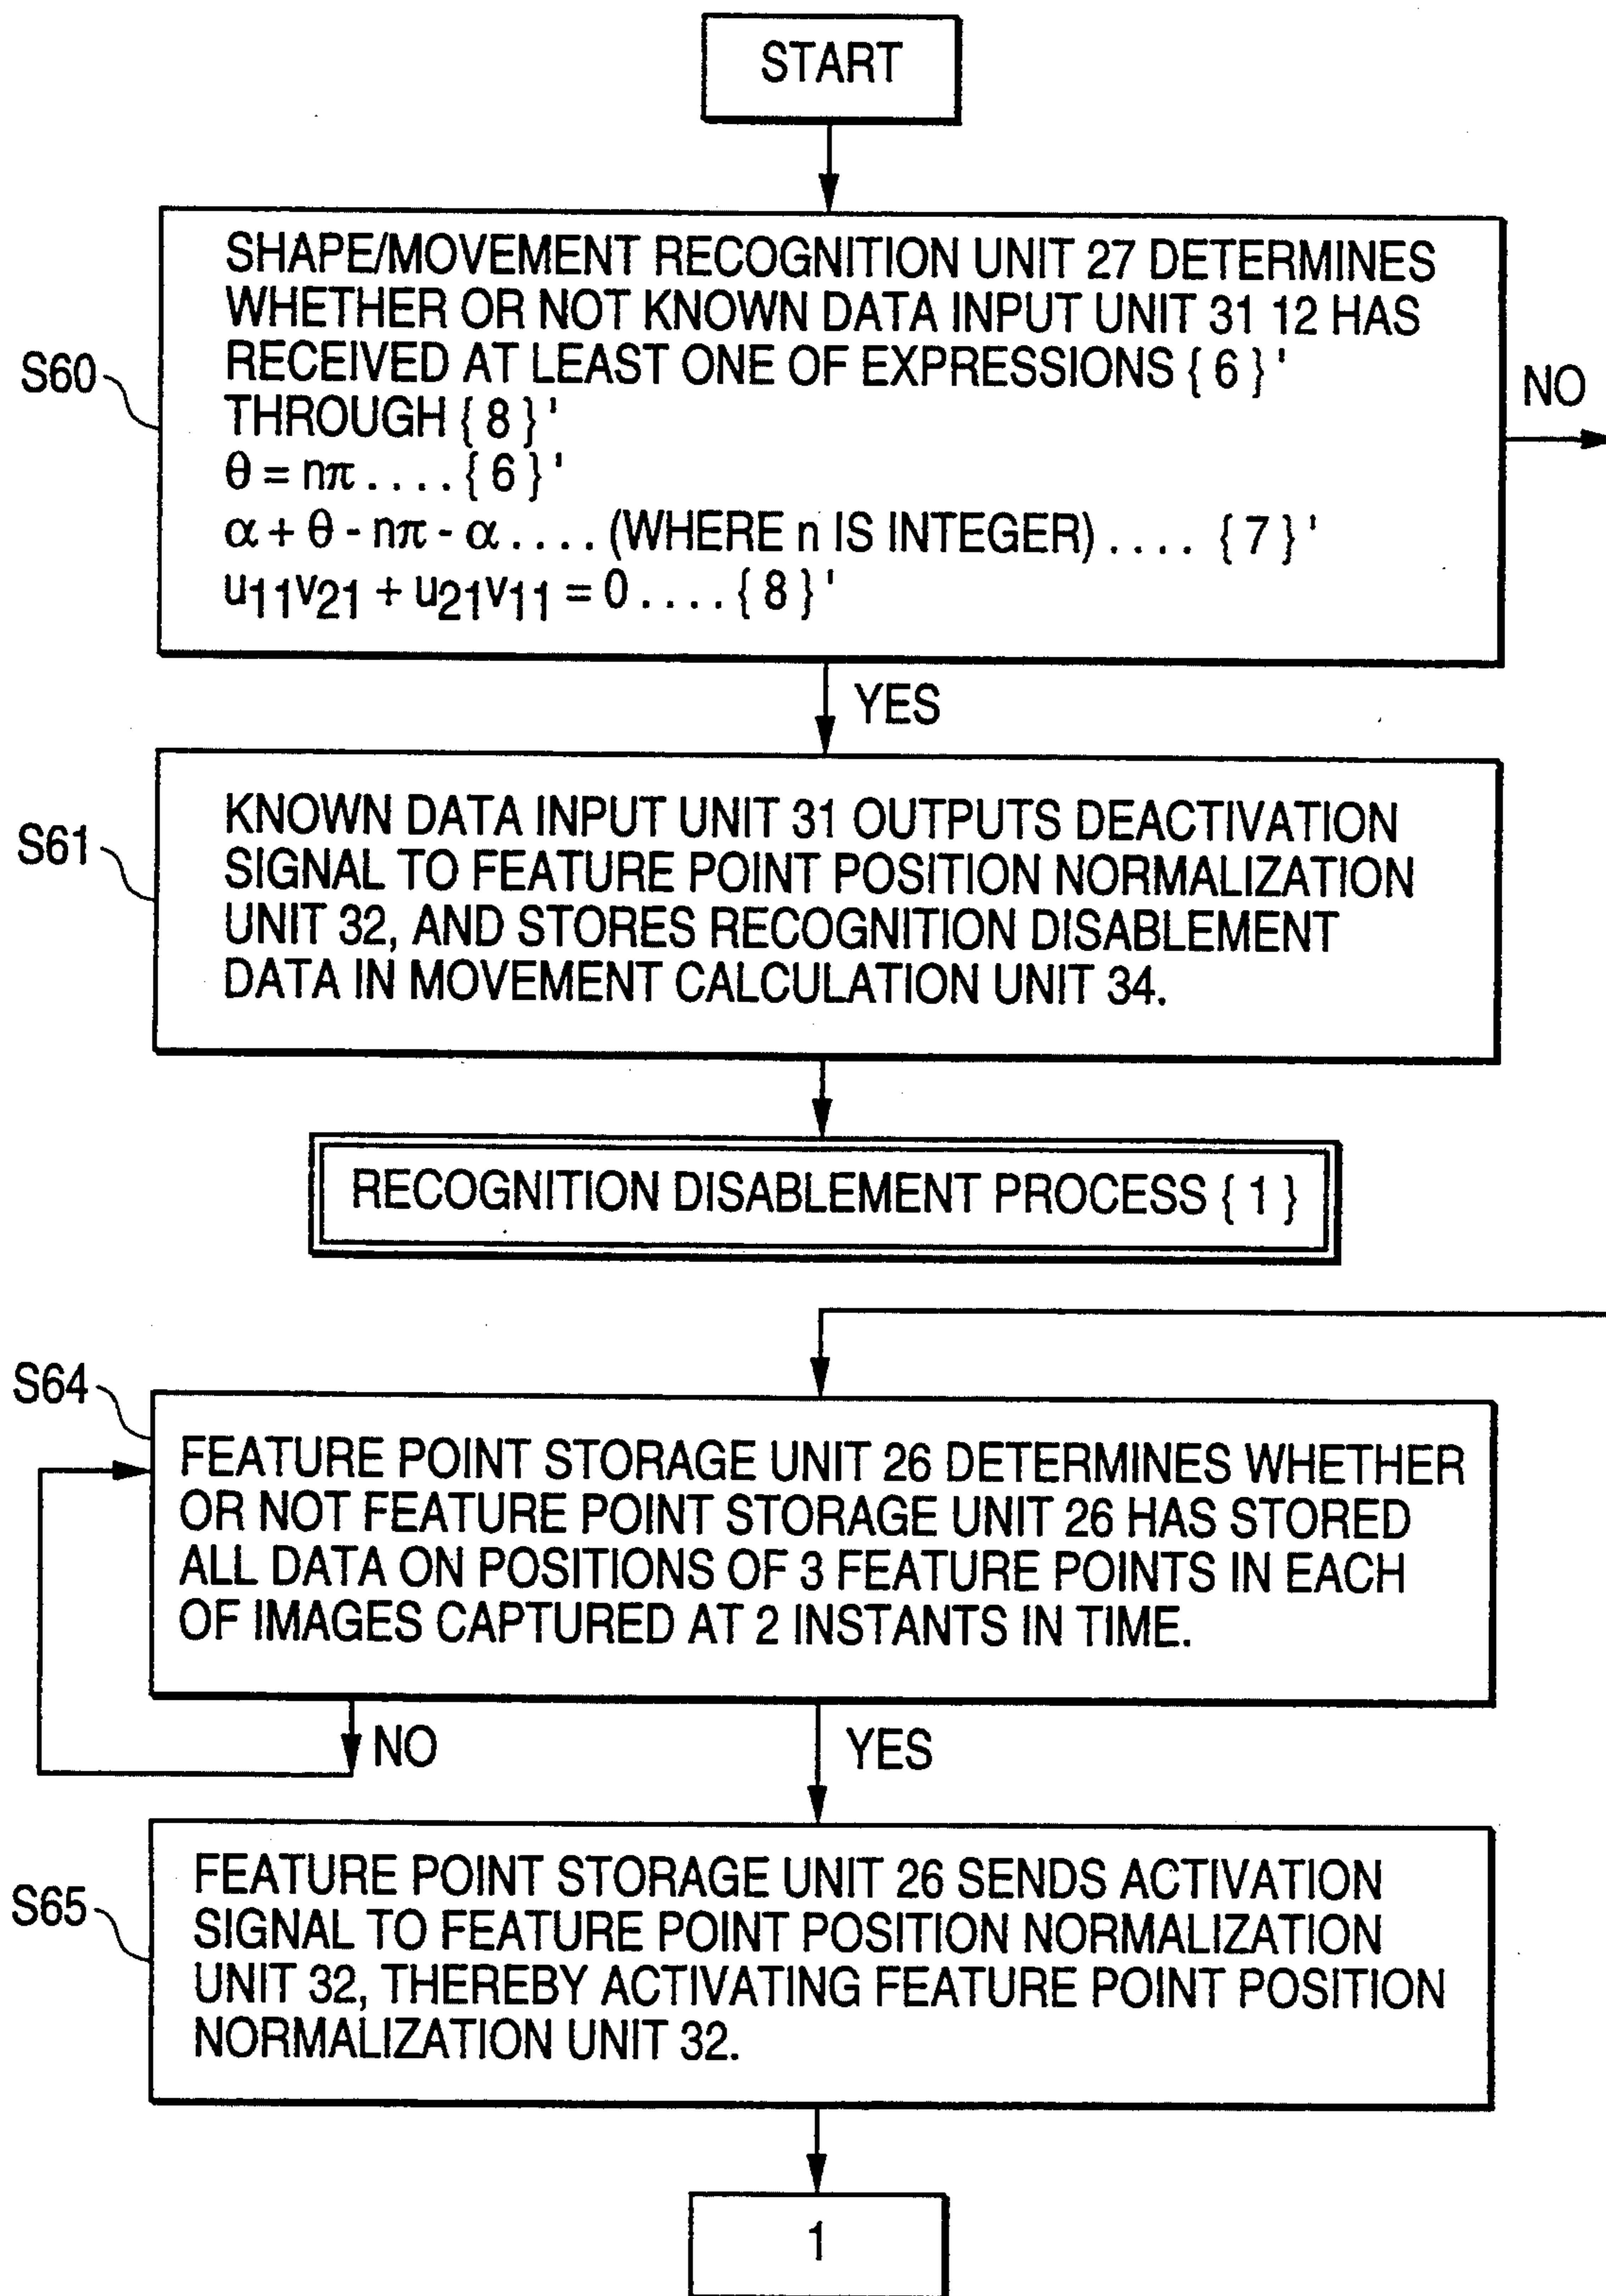 START
SHAPE/MOVEMENT RECOGNITION UNIT 27 DETERMINES
WHETHER OR NOT KNOWN DATA INPUT UNIT 31 12 HAS
RECEIVED AT LEAST ONE OF EXPRESSIONS { 6 } '
THROUGH { 8 } '
θ = nπ . . . . { 6 } '
α + θ - nπ - α . . . . (WHERE n IS INTEGER) . . . . { 7 } '
u11v21 + u21v11 = 0 . . . . { 8 } '
S60
NO
YES
S61
KNOWN DATA INPUT UNIT 31 OUTPUTS DEACTIVATION
SIGNAL TO FEATURE POINT POSITION NORMALIZATION
UNIT 32, AND STORES RECOGNITION DISABLEMENT
DATA IN MOVEMENT CALCULATION UNIT 34.
RECOGNITION DISABLEMENT PROCESS { 1 }
S64
FEATURE POINT STORAGE UNIT 26 DETERMINES WHETHER
OR NOT FEATURE POINT STORAGE UNIT 26 HAS STORED
ALL DATA ON POSITIONS OF 3 FEATURE POINTS IN EACH
OF IMAGES CAPTURED AT 2 INSTANTS IN TIME.
NO
YES
S65
FEATURE POINT STORAGE UNIT 26 SENDS ACTIVATION
SIGNAL TO FEATURE POINT POSITION NORMALIZATION
UNIT 32, THEREBY ACTIVATING FEATURE POINT POSITION
NORMALIZATION UNIT 32.
1